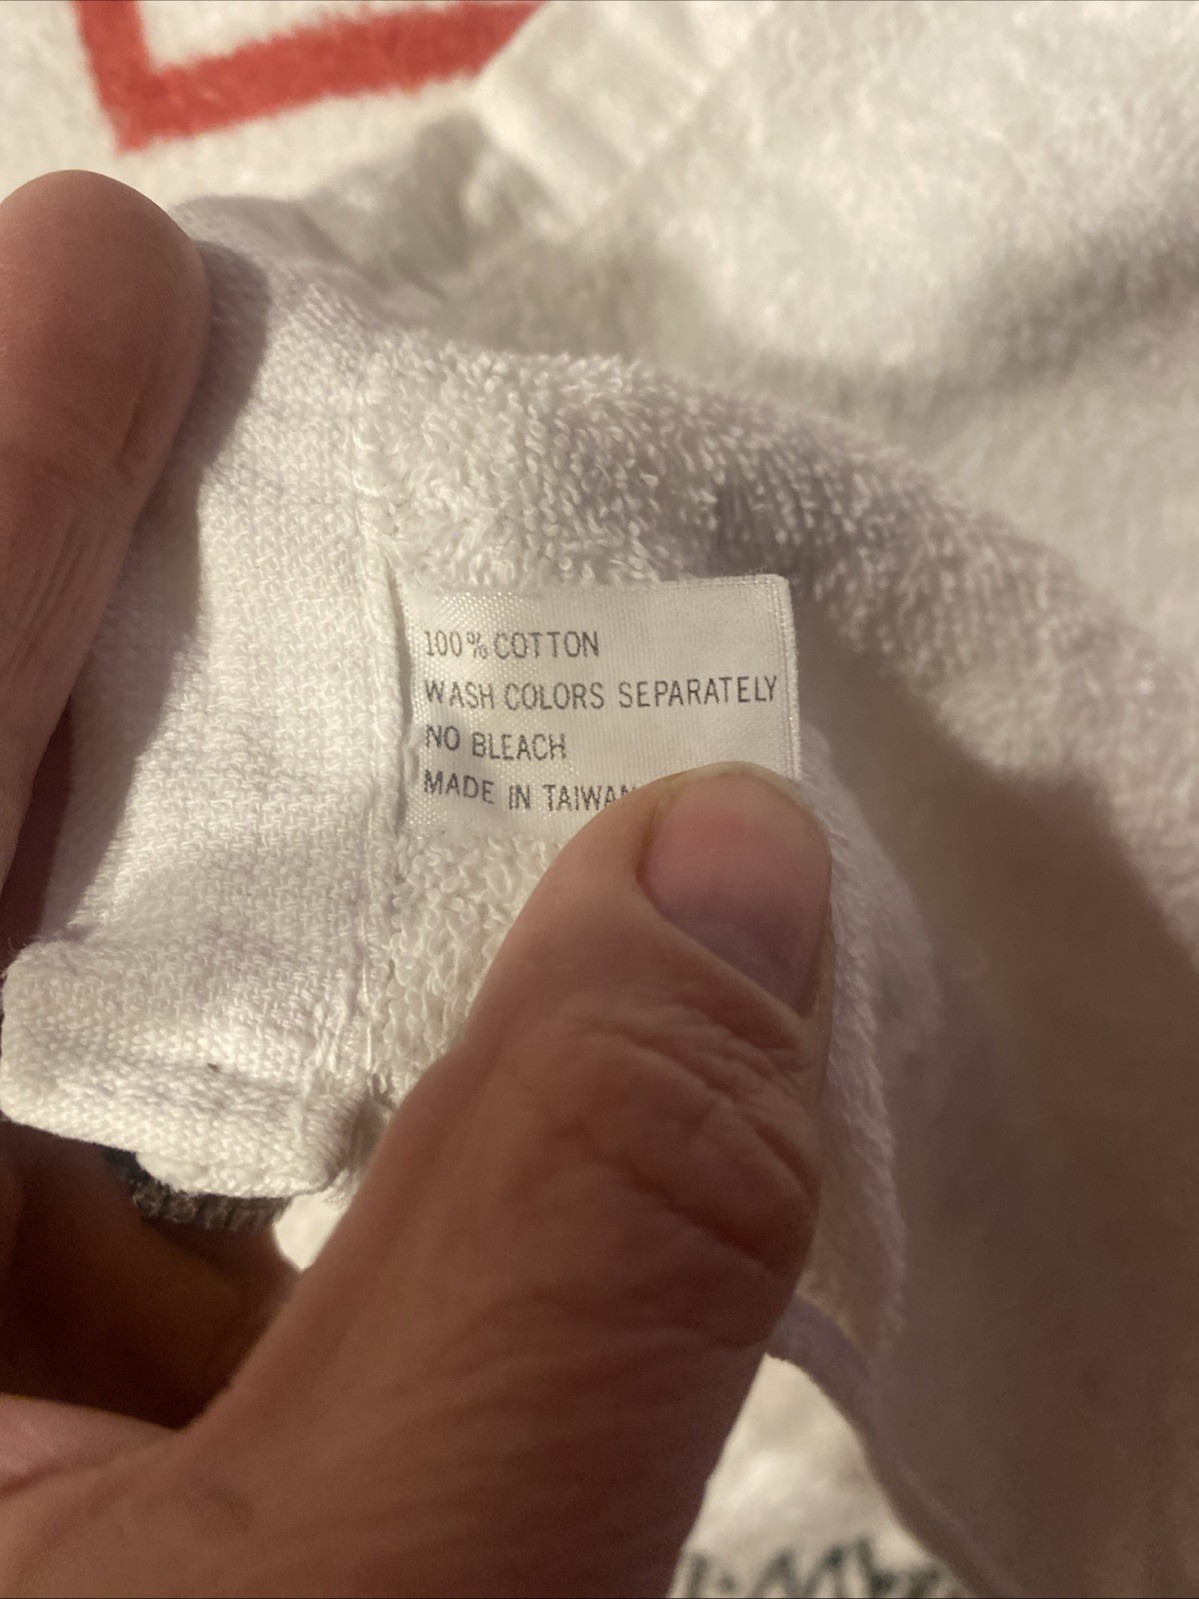 100% COTTON
WASH COLORS SEPARATELY
NO BLEACH
MADE IN TAIWAN